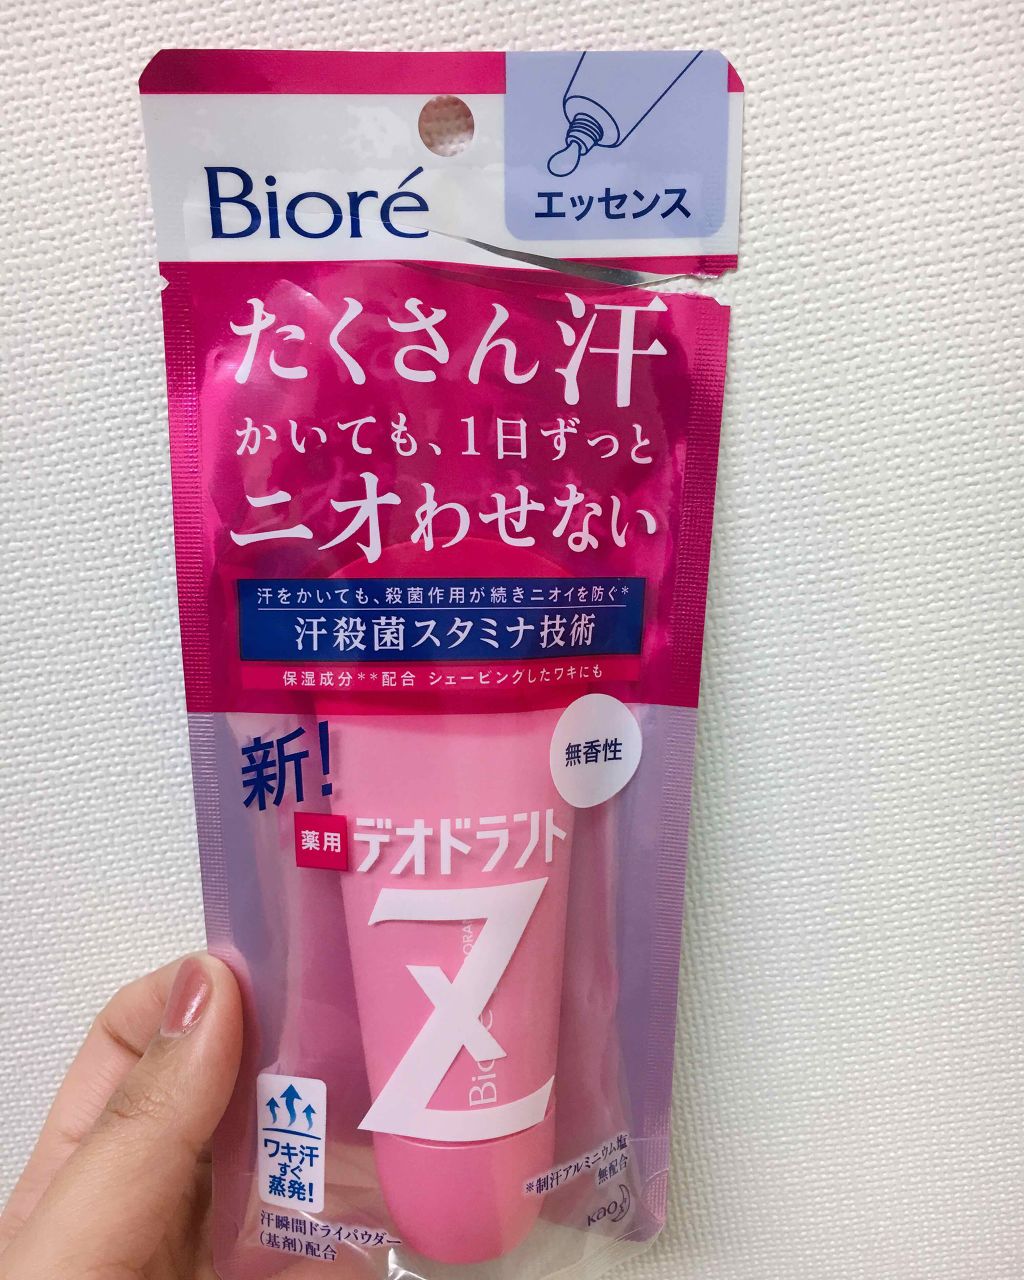 Bioré
エッセンス
たくさん汗
かいても、1日ずっと
ニオわせない
汗をかいても、殺菌作用が続きニオイを防ぐ*
汗殺菌スタミナ技術
保湿成分**配合 シェービングしたワキにも
新!
無香性
薬用
デオドラント
Z
ワキ汗
すぐ
蒸発!
汗瞬間ドライパウダー
(基剤)配合
※制汗アルミニウム塩
無配合
kao